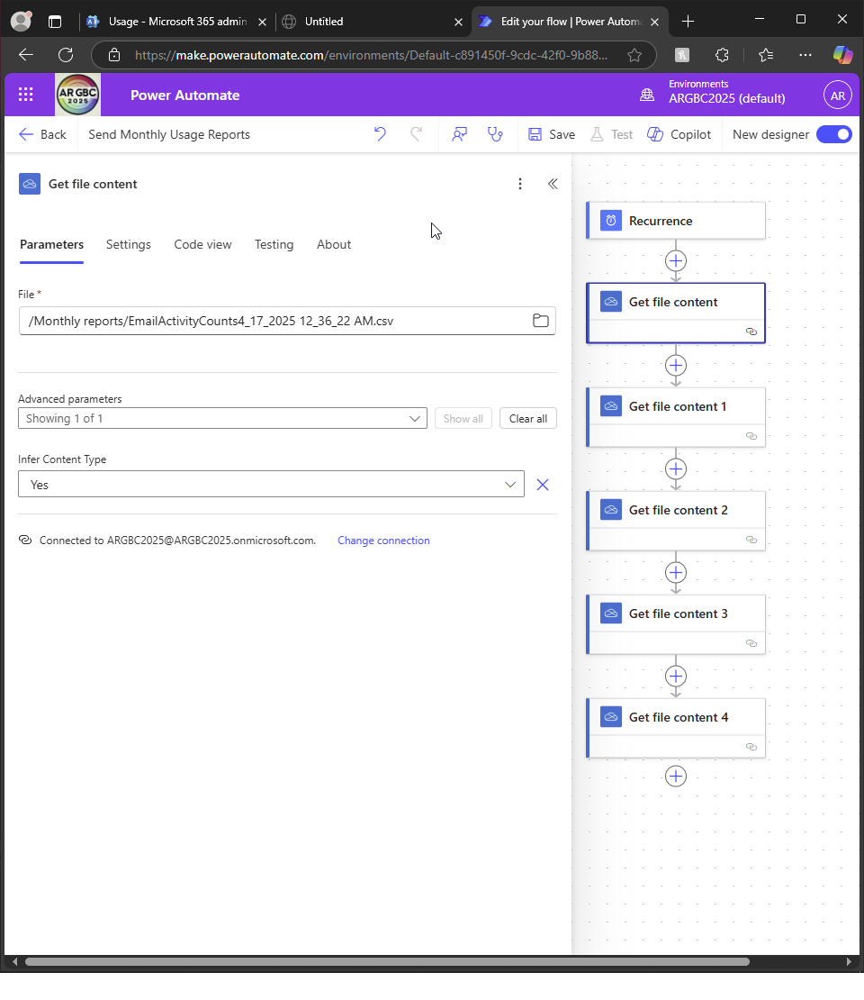 Usage - Microsoft 365 admin
Untitled
Edit your flow | Power Autom
https://make.powerautomate.com/environments/Default-c891450f-9cdc-42f0-9b88...
AR GBC
2025
Power Automate
Environments
ARGBC2025 (default)
AR
Back
Send Monthly Usage Reports
Save
Test
Copilot
New designer
Get file content
Parameters
Settings
Code view
Testing
About
File *
/Monthly reports/EmailActivityCounts4_17_2025 12_36_22 AM.csv
Advanced parameters
Showing 1 of 1
Show all
Clear all
Infer Content Type
Yes
Connected to ARGBC2025@ARGBC2025.onmicrosoft.com.
Change connection
Recurrence
Get file content
Get file content 1
Get file content 2
Get file content 3
Get file content 4